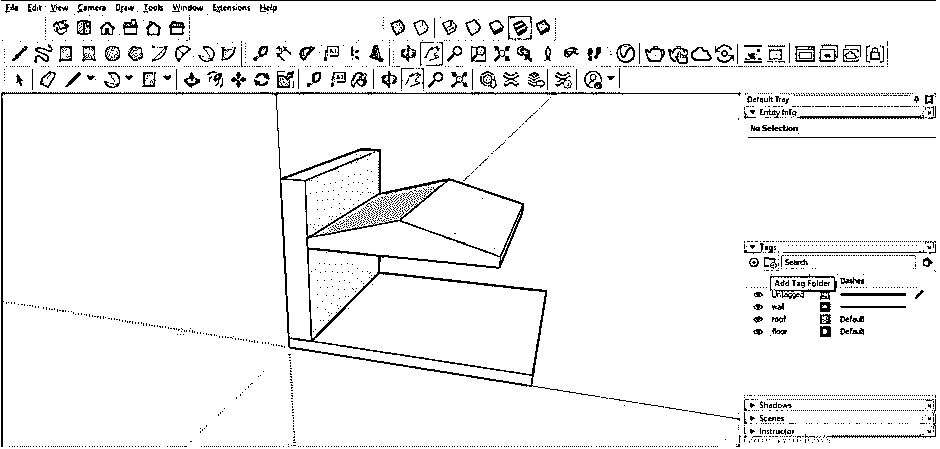 File Edit View Camera Draw Tools Window Extensions Help
Default Tray
Entity Info
No Selection
Tags
Search
Add Tag Folder Dashes
Untagged
wall
roof Default
floor Default
Shadows
Scenes
Instructor